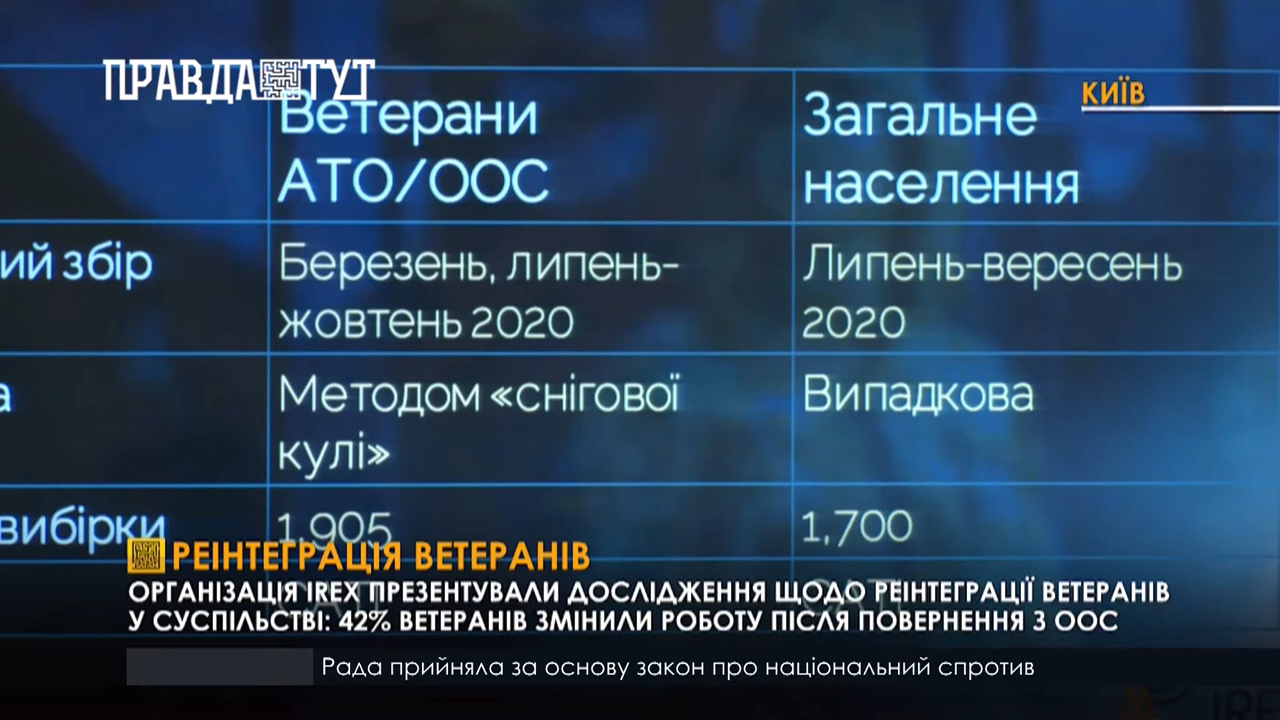 ПРАВДА ТУТ
КИЇВ
Ветерани
АТО/ООС
Загальне
населення
ий збір
Березень, липень-
жовтень 2020
Липень-вересень
2020
а
Методом «снігової
кулі»
Випадкова
вибірки
1,905
1,700
РЕІНТЕГРАЦІЯ ВЕТЕРАНІВ
ОРГАНІЗАЦІЯ IREX ПРЕЗЕНТУВАЛИ ДОСЛІДЖЕННЯ ЩОДО РЕІНТЕГРАЦІЇ ВЕТЕРАНІВ
У СУСПІЛЬСТВІ: 42% ВЕТЕРАНІВ ЗМІНИЛИ РОБОТУ ПІСЛЯ ПОВЕРНЕННЯ З ООС
Рада прийняла за основу закон про національний спротив